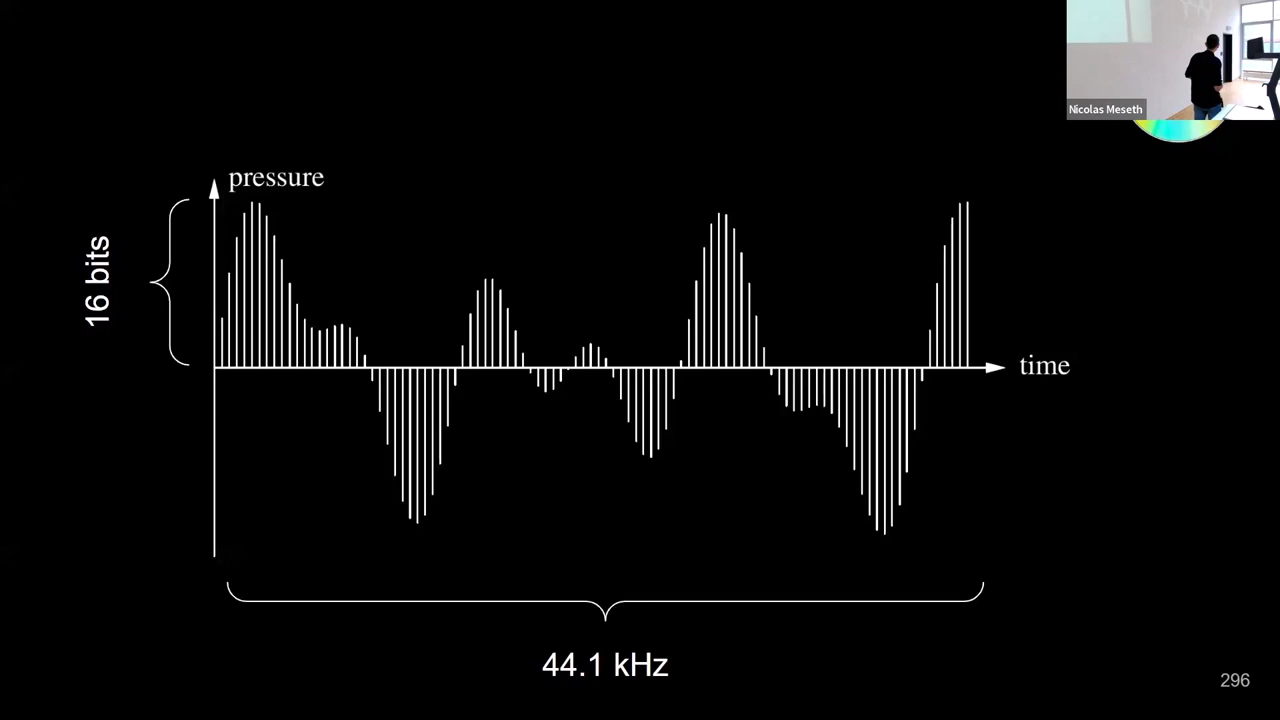 Nicolas Meseth
pressure
16 bits
time
44.1 kHz
296